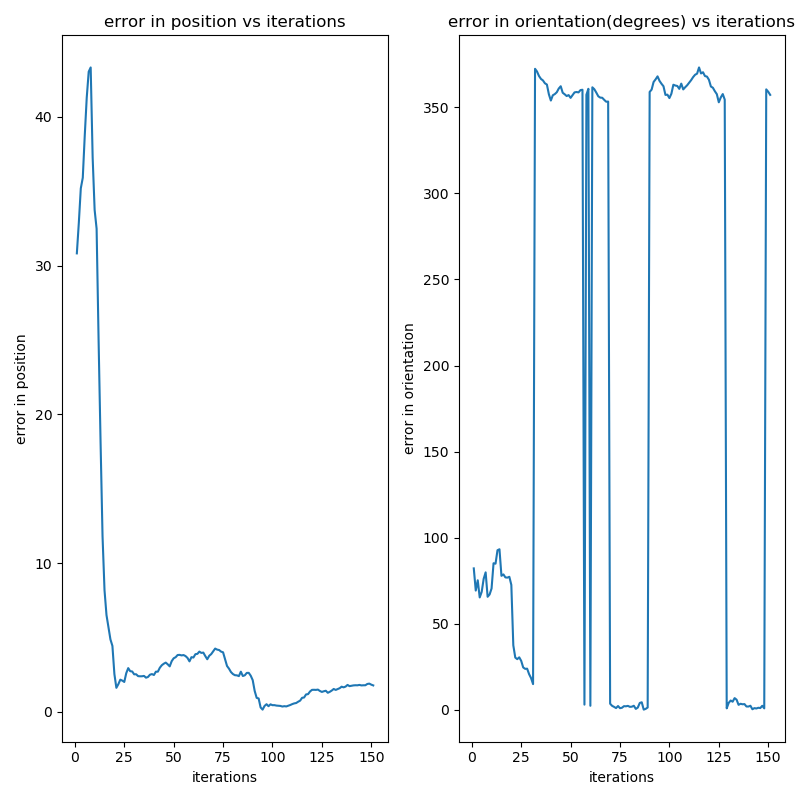 error in position vs iterations
error in position
40
30
20
10
0
0 25 50 75 100 125 150
iterations
error in orientation(degrees) vs iterations
error in orientation
350
300
250
200
150
100
50
0
0 25 50 75 100 125 150
iterations